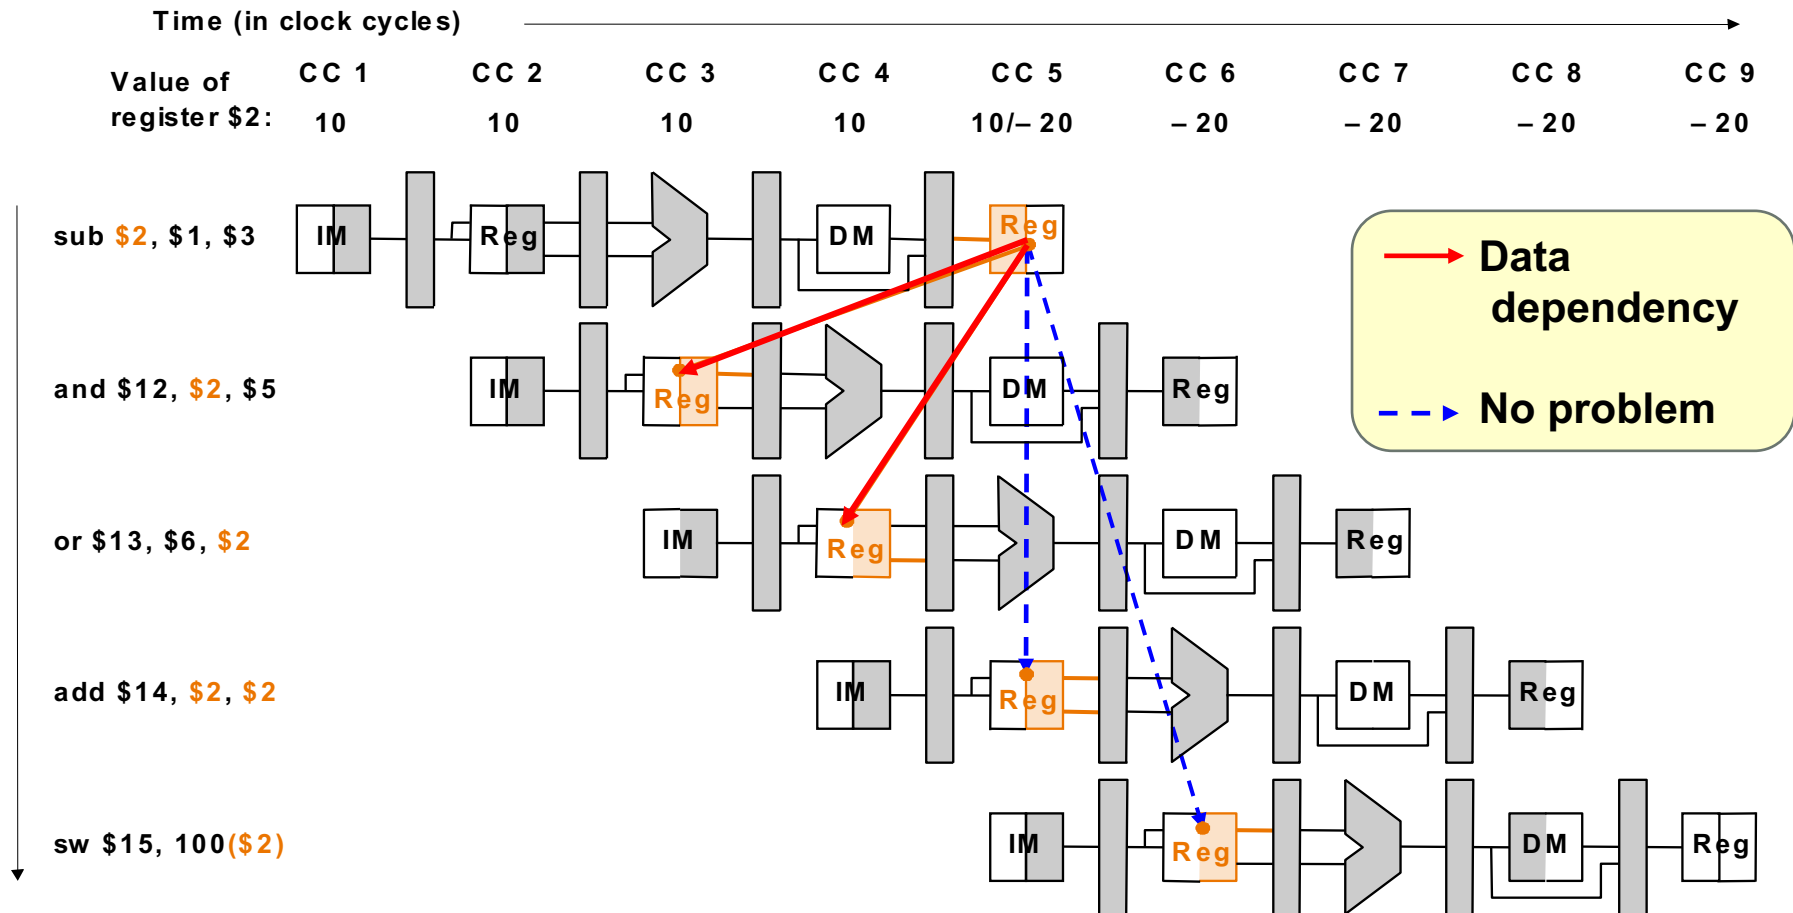 Time (in clock cycles)
Value of
register $2:
CC 1 CC 2 CC 3 CC 4 CC 5 CC 6 CC 7 CC 8 CC 9
10 10 10 10 10/– 20 – 20 – 20 – 20 – 20
sub $2, $1, $3
IM Reg DM Reg
Data
dependency
No problem
and $12, $2, $5
IM Reg DM Reg
or $13, $6, $2
IM Reg DM Reg
add $14, $2, $2
IM Reg DM Reg
sw $15, 100($2)
IM Reg DM Reg